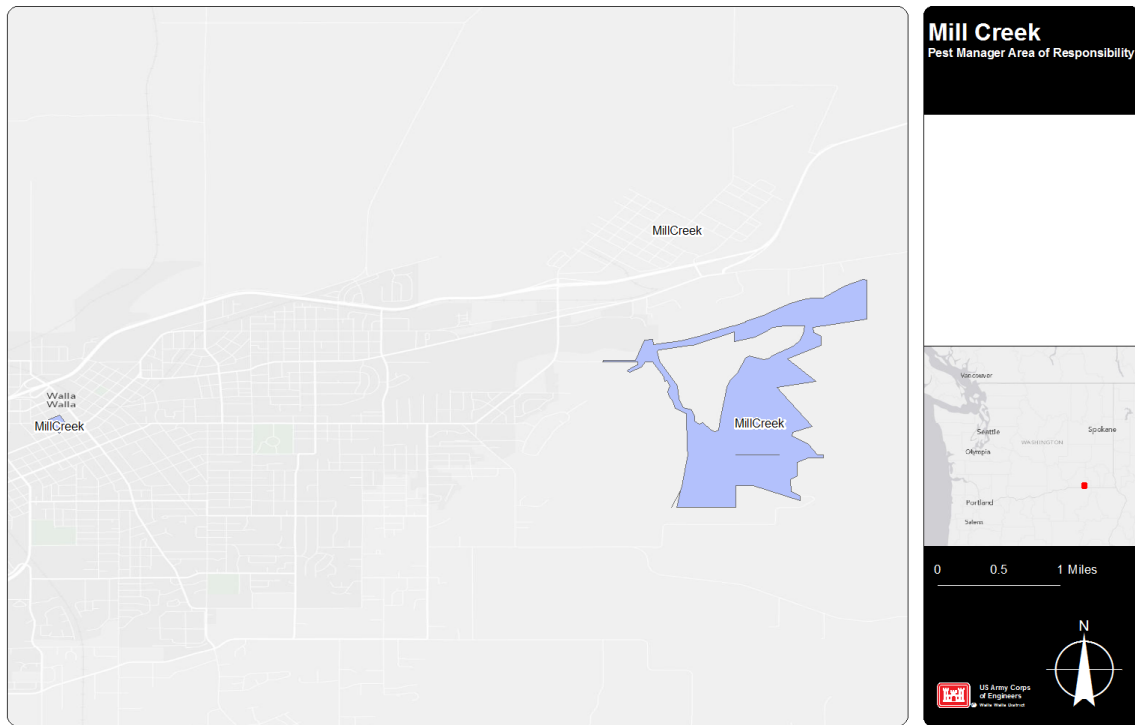 Mill Creek
Pest Manager Area of Responsibility
MillCreek
Walla
Walla
MillCreek
MillCreek
Vancouver
Seattle
Spokane
WASHINGTON
Olympia
Portland
Salem
0 0.5 1 Miles
N
US Army Corps
of Engineers
Walla Walla District